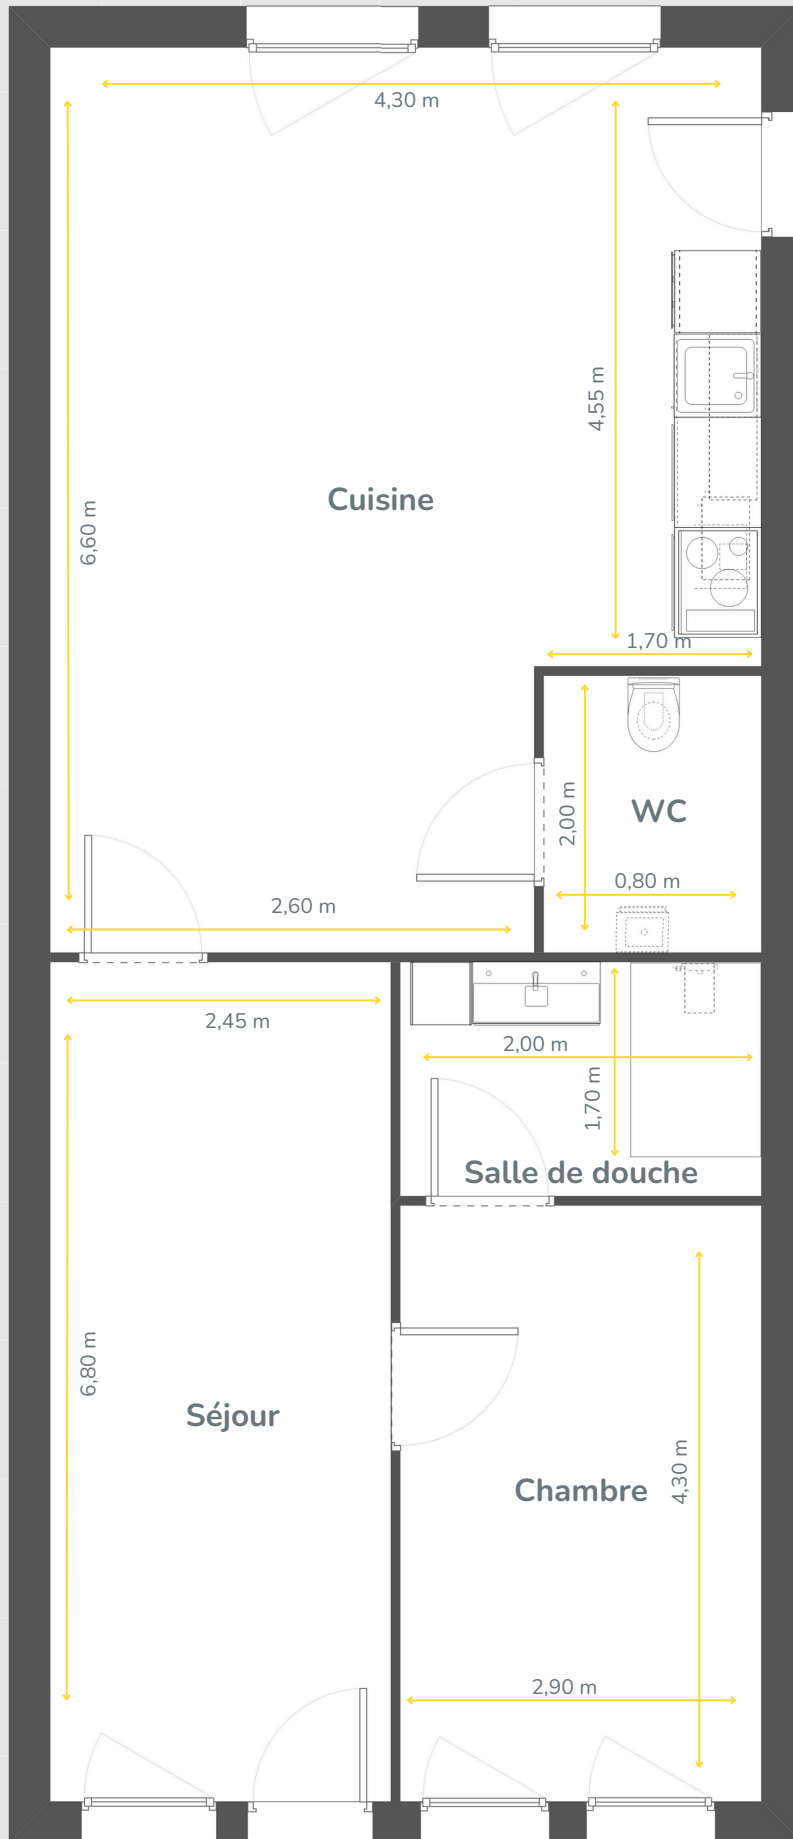 4,30 m
4,55 m
Cuisine
6,60 m
1,70 m
2,00 m
WC
0,80 m
2,60 m
2,45 m
2,00 m
1,70 m
Salle de douche
6,80 m
Séjour
4,30 m
Chambre
2,90 m